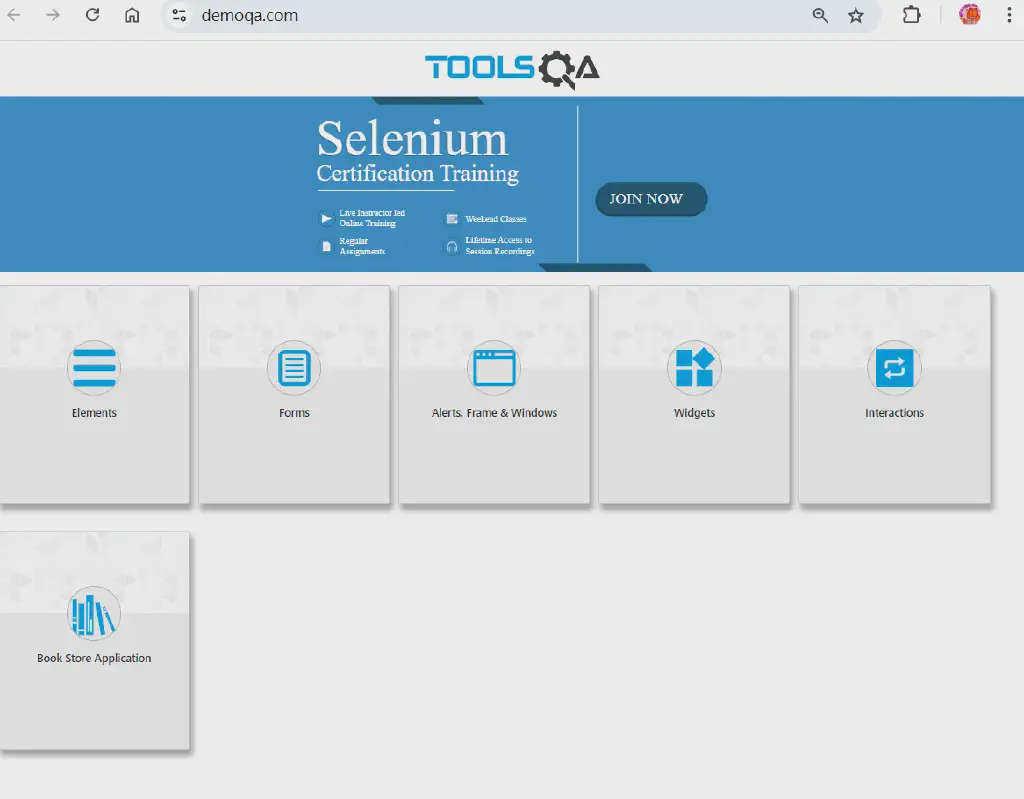 demoqa.com
TOOLSQA
Selenium
Certification Training
Live Instructor led
Online Training
Weekend Classes
Regular
Assignments
Lifetime Access to
Session Recordings
JOIN NOW
Elements
Forms
Alerts, Frame & Windows
Widgets
Interactions
Book Store Application